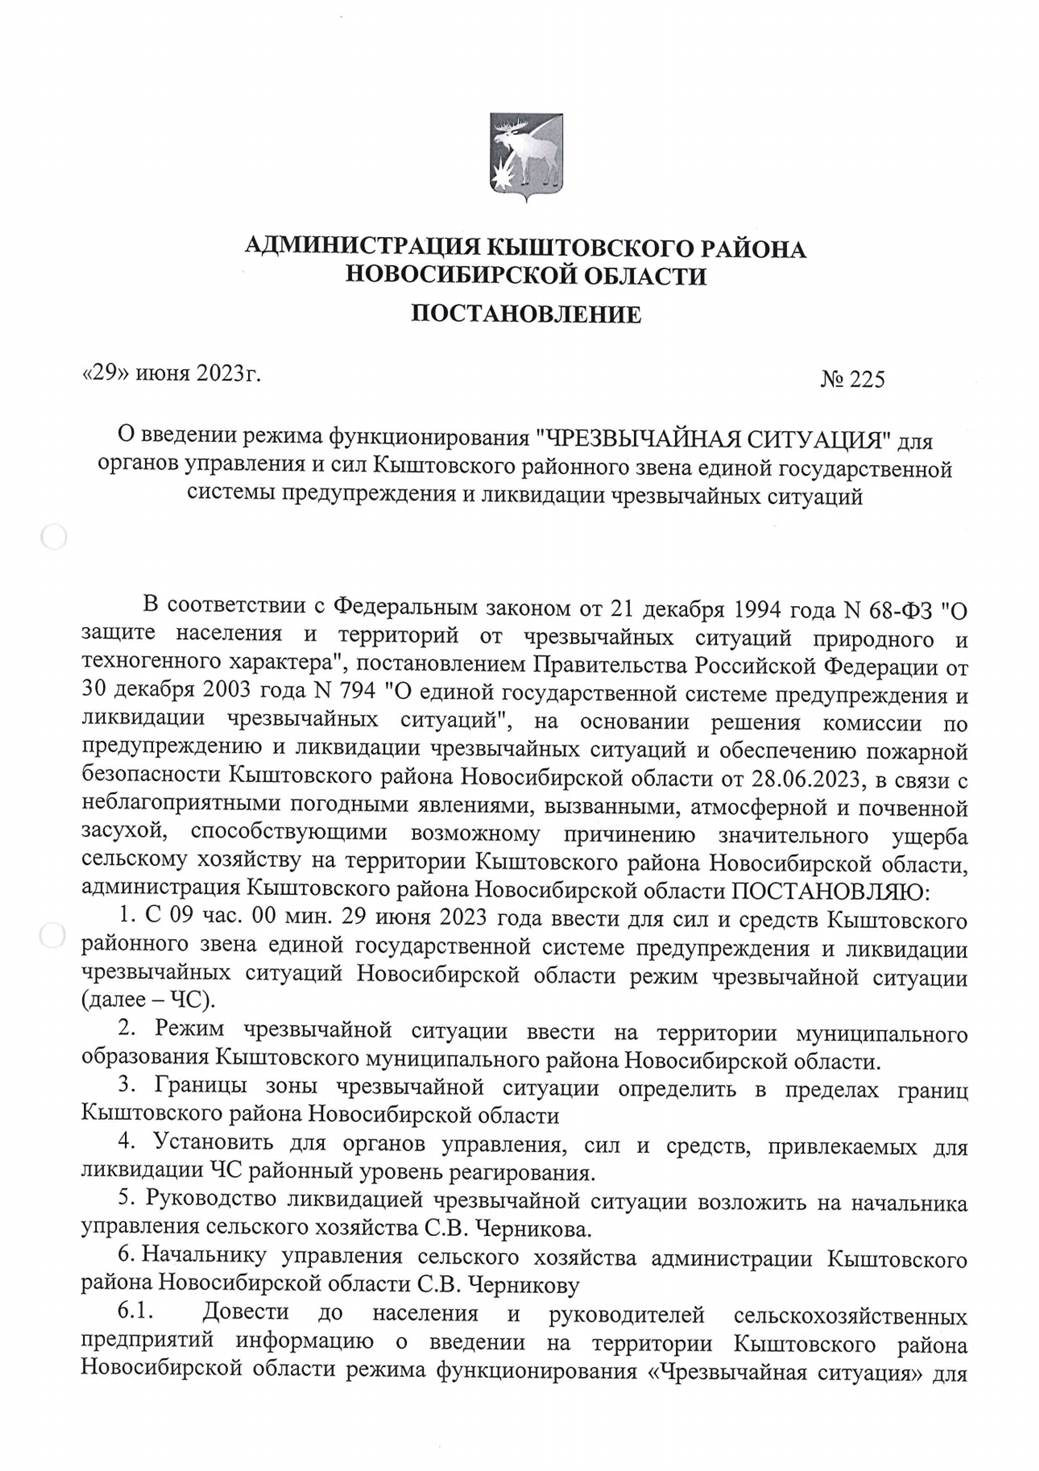 АДМИНИСТРАЦИЯ КЫШТОВСКОГО РАЙОНА
НОВОСИБИРСКОЙ ОБЛАСТИ
ПОСТАНОВЛЕНИЕ
«29» июня 2023г.
№ 225
О введении режима функционирования "ЧРЕЗВЫЧАЙНАЯ СИТУАЦИЯ" для
органов управления и сил Кыштовского районного звена единой государственной
системы предупреждения и ликвидации чрезвычайных ситуаций
В соответствии с Федеральным законом от 21 декабря 1994 года N 68-ФЗ "О
защите населения и территорий от чрезвычайных ситуаций природного и
техногенного характера", постановлением Правительства Российской Федерации от
30 декабря 2003 года N 794 "О единой государственной системе предупреждения и
ликвидации чрезвычайных ситуаций", на основании решения комиссии по
предупреждению и ликвидации чрезвычайных ситуаций и обеспечению пожарной
безопасности Кыштовского района Новосибирской области от 28.06.2023, в связи с
неблагоприятными погодными явлениями, вызванными, атмосферной и почвенной
засухой, способствующими возможному причинению значительного ущерба
сельскому хозяйству на территории Кыштовского района Новосибирской области,
администрация Кыштовского района Новосибирской области ПОСТАНОВЛЯЮ:
1. С 09 час. 00 мин. 29 июня 2023 года ввести для сил и средств Кыштовского
районного звена единой государственной системе предупреждения и ликвидации
чрезвычайных ситуаций Новосибирской области режим чрезвычайной ситуации
(далее – ЧС).
2. Режим чрезвычайной ситуации ввести на территории муниципального
образования Кыштовского муниципального района Новосибирской области.
3. Границы зоны чрезвычайной ситуации определить в пределах границ
Кыштовского района Новосибирской области
4. Установить для органов управления, сил и средств, привлекаемых для
ликвидации ЧС районный уровень реагирования.
5. Руководство ликвидацией чрезвычайной ситуации возложить на начальника
управления сельского хозяйства С.В. Черникова.
6. Начальнику управления сельского хозяйства администрации Кыштовского
района Новосибирской области С.В. Черникову
6.1. Довести до населения и руководителей сельскохозяйственных
предприятий информацию о введении на территории Кыштовского района
Новосибирской области режима функционирования «Чрезвычайная ситуация» для